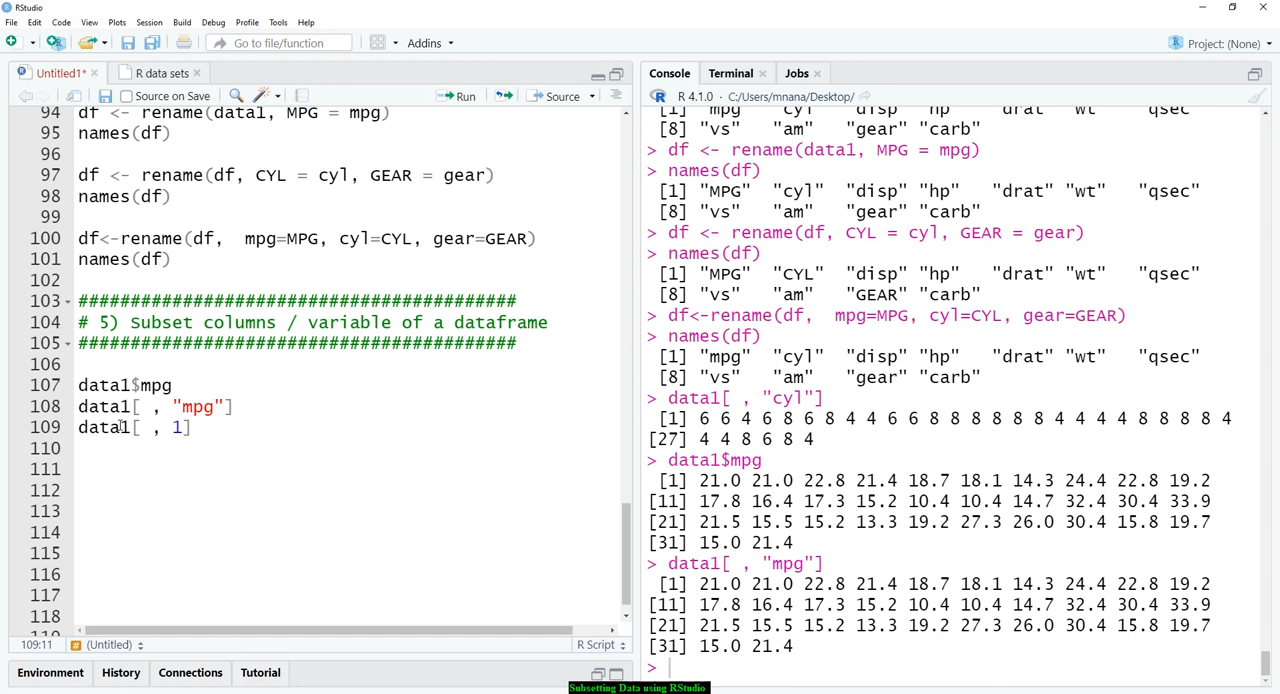 RStudio
File Edit Code View Plots Session Build Debug Profile Tools Help
Go to file/function Addins Project: (None)
Untitled1* R data sets
Source on Save Run Source
94 df <- rename(data1, MPG = mpg)
95 names(df)
96
97 df <- rename(df, CYL = cyl, GEAR = gear)
98 names(df)
99
100 df<-rename(df,  mpg=MPG, cyl=CYL, gear=GEAR)
101 names(df)
102
103 ##########################################
104 # 5) Subset columns / variable of a dataframe
105 ##########################################
106
107 data1$mpg
108 data1[ , "mpg"]
109 data1[ , 1]
110
111
112
113
114
115
116
117
118
119
109:11 (Untitled) R Script
Environment History Connections Tutorial
Console Terminal Jobs
R 4.1.0 · C:/Users/mnana/Desktop/
[1] "mpg" "cyl" "disp" "hp" "drat" "wt" "qsec"
[8] "vs" "am" "gear" "carb"
> df <- rename(data1, MPG = mpg)
> names(df)
[1] "MPG" "cyl" "disp" "hp" "drat" "wt" "qsec"
[8] "vs" "am" "gear" "carb"
> df <- rename(df, CYL = cyl, GEAR = gear)
> names(df)
[1] "MPG" "CYL" "disp" "hp" "drat" "wt" "qsec"
[8] "vs" "am" "GEAR" "carb"
> df<-rename(df,  mpg=MPG, cyl=CYL, gear=GEAR)
> names(df)
[1] "mpg" "cyl" "disp" "hp" "drat" "wt" "qsec"
[8] "vs" "am" "gear" "carb"
> data1[ , "cyl"]
[1] 6 6 4 6 8 6 8 4 4 6 6 8 8 8 8 8 8 4 4 4 4 8 8 8 8 4
[27] 4 4 8 6 8 4
> data1$mpg
[1] 21.0 21.0 22.8 21.4 18.7 18.1 14.3 24.4 22.8 19.2
[11] 17.8 16.4 17.3 15.2 10.4 10.4 14.7 32.4 30.4 33.9
[21] 21.5 15.5 15.2 13.3 19.2 27.3 26.0 30.4 15.8 19.7
[31] 15.0 21.4
> data1[ , "mpg"]
[1] 21.0 21.0 22.8 21.4 18.7 18.1 14.3 24.4 22.8 19.2
[11] 17.8 16.4 17.3 15.2 10.4 10.4 14.7 32.4 30.4 33.9
[21] 21.5 15.5 15.2 13.3 19.2 27.3 26.0 30.4 15.8 19.7
[31] 15.0 21.4
>
Subsetting Data using RStudio